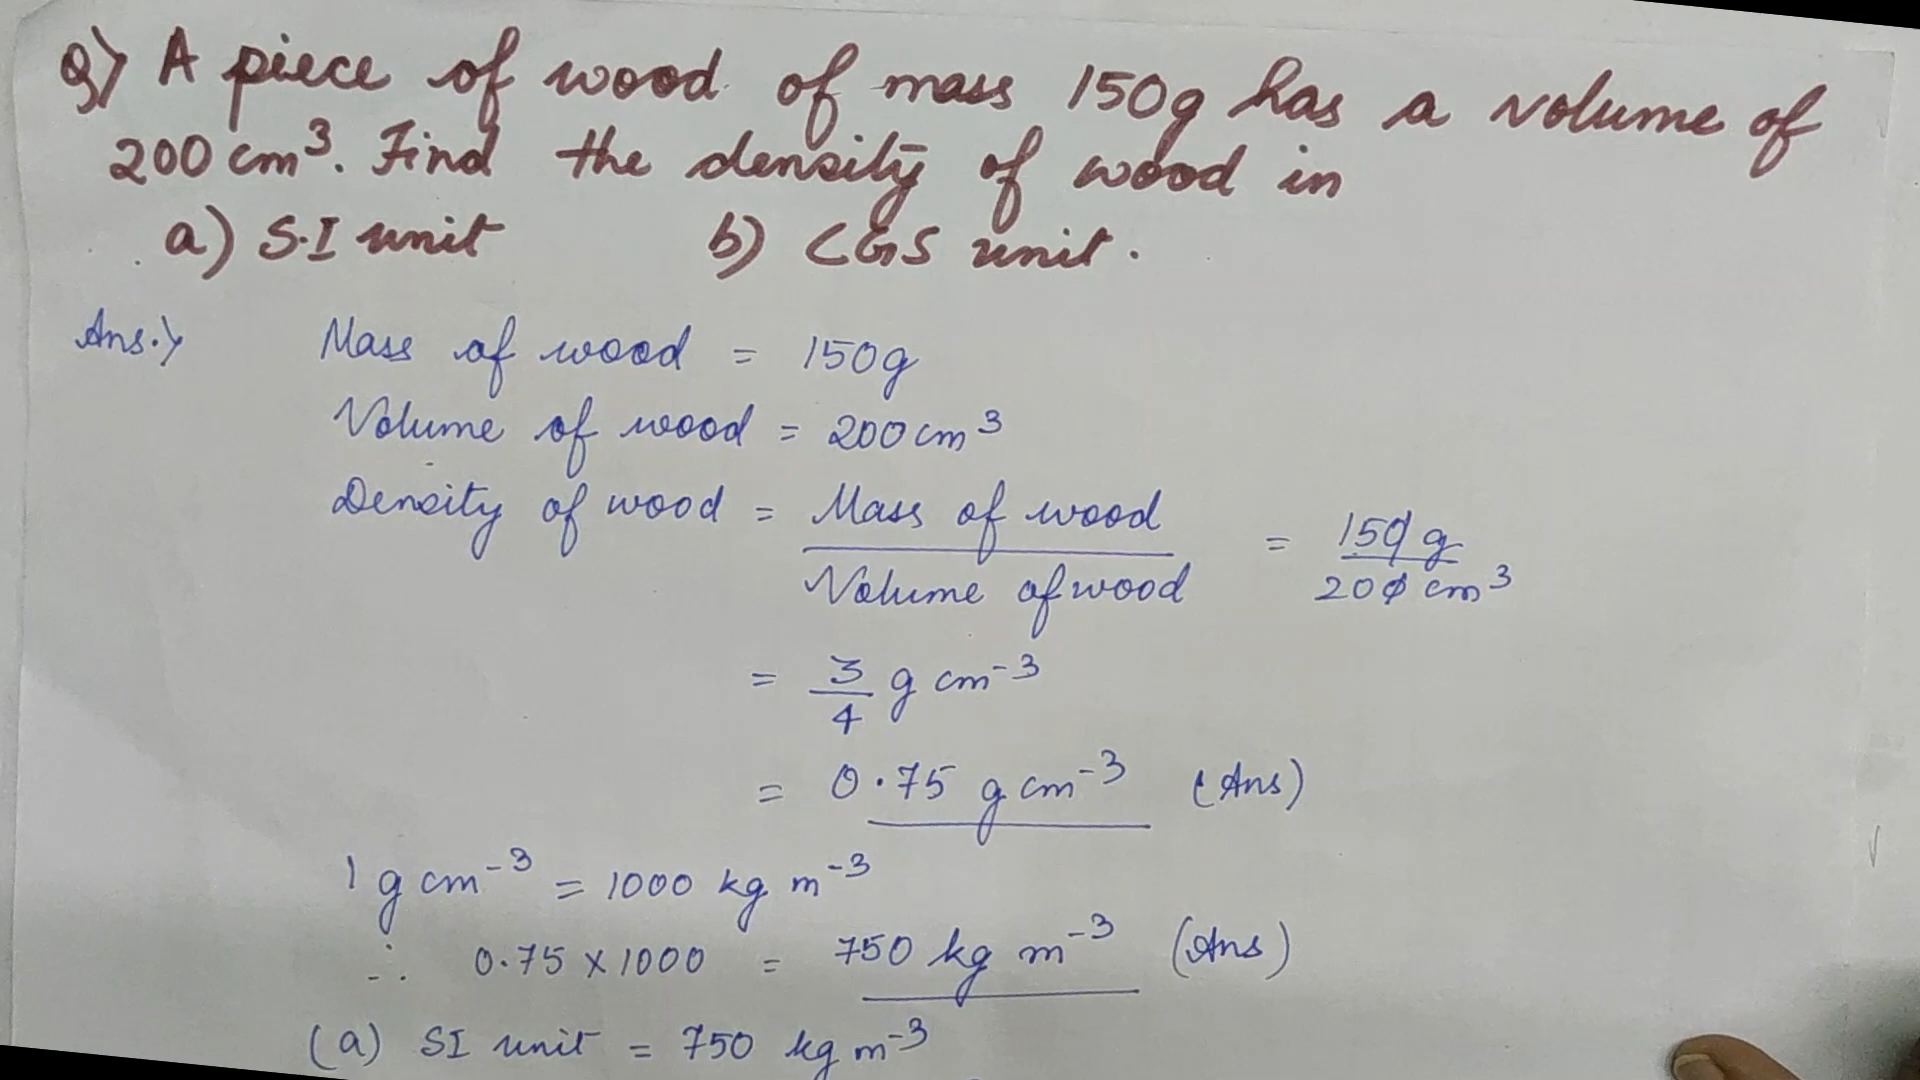 Q) A piece of wood of mass 150g has a volume of
200 cm³. Find the density of wood in
a) S.I unit b) CGS unit.
Ans.) Mass of wood = 150g
Volume of wood = 200 cm³
Density of wood = Mass of wood / Volume of wood = 150 g / 200 cm³
= 3/4 g cm⁻³
= 0.75 g cm⁻³ (Ans)
1 g cm⁻³ = 1000 kg m⁻³
∴ 0.75 × 1000 = 750 kg m⁻³ (Ans)
(a) SI unit = 750 kg m⁻³